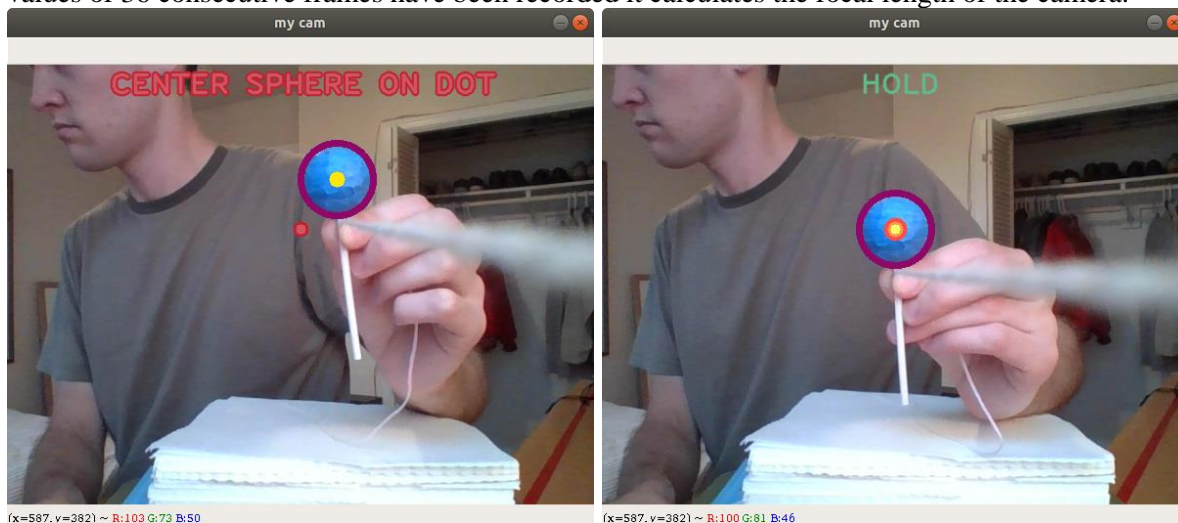 values of 30 consecutive frames have been recorded it calculates the focal length of the camera.
my cam
CENTER SPHERE ON DOT
(x=587, y=382) ~ R:103 G:73 B:50
my cam
HOLD
(x=587, y=382) ~ R:100 G:81 B:46